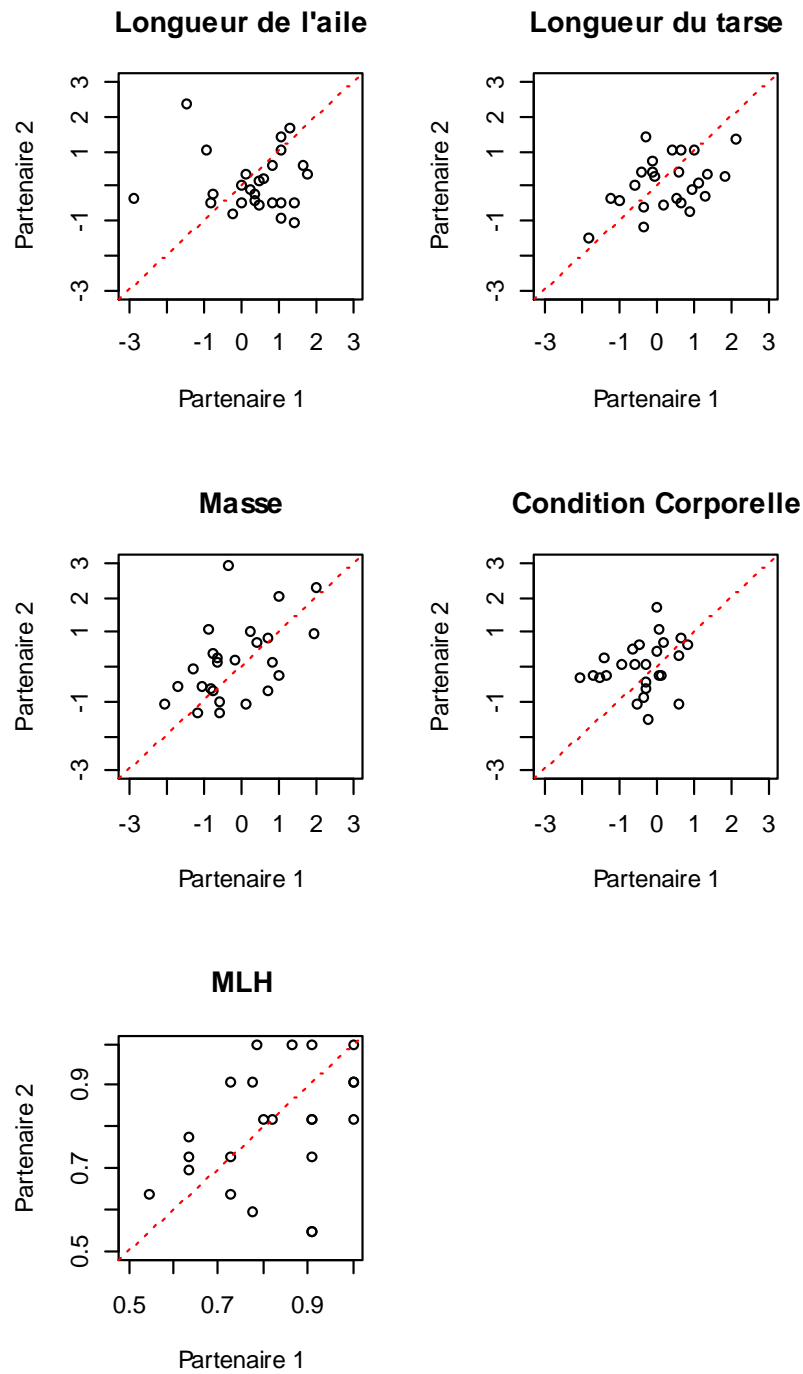 Longueur de l'aile
3
2
1
-1
-3
Partenaire 2
-3 -1 0 1 2 3
Partenaire 1
Longueur du tarse
3
2
1
-1
-3
Partenaire 2
-3 -1 0 1 2 3
Partenaire 1
Masse
3
2
1
-1
-3
Partenaire 2
-3 -1 0 1 2 3
Partenaire 1
Condition Corporelle
3
2
1
-1
-3
Partenaire 2
-3 -1 0 1 2 3
Partenaire 1
MLH
0.9
0.7
0.5
Partenaire 2
0.5 0.7 0.9
Partenaire 1